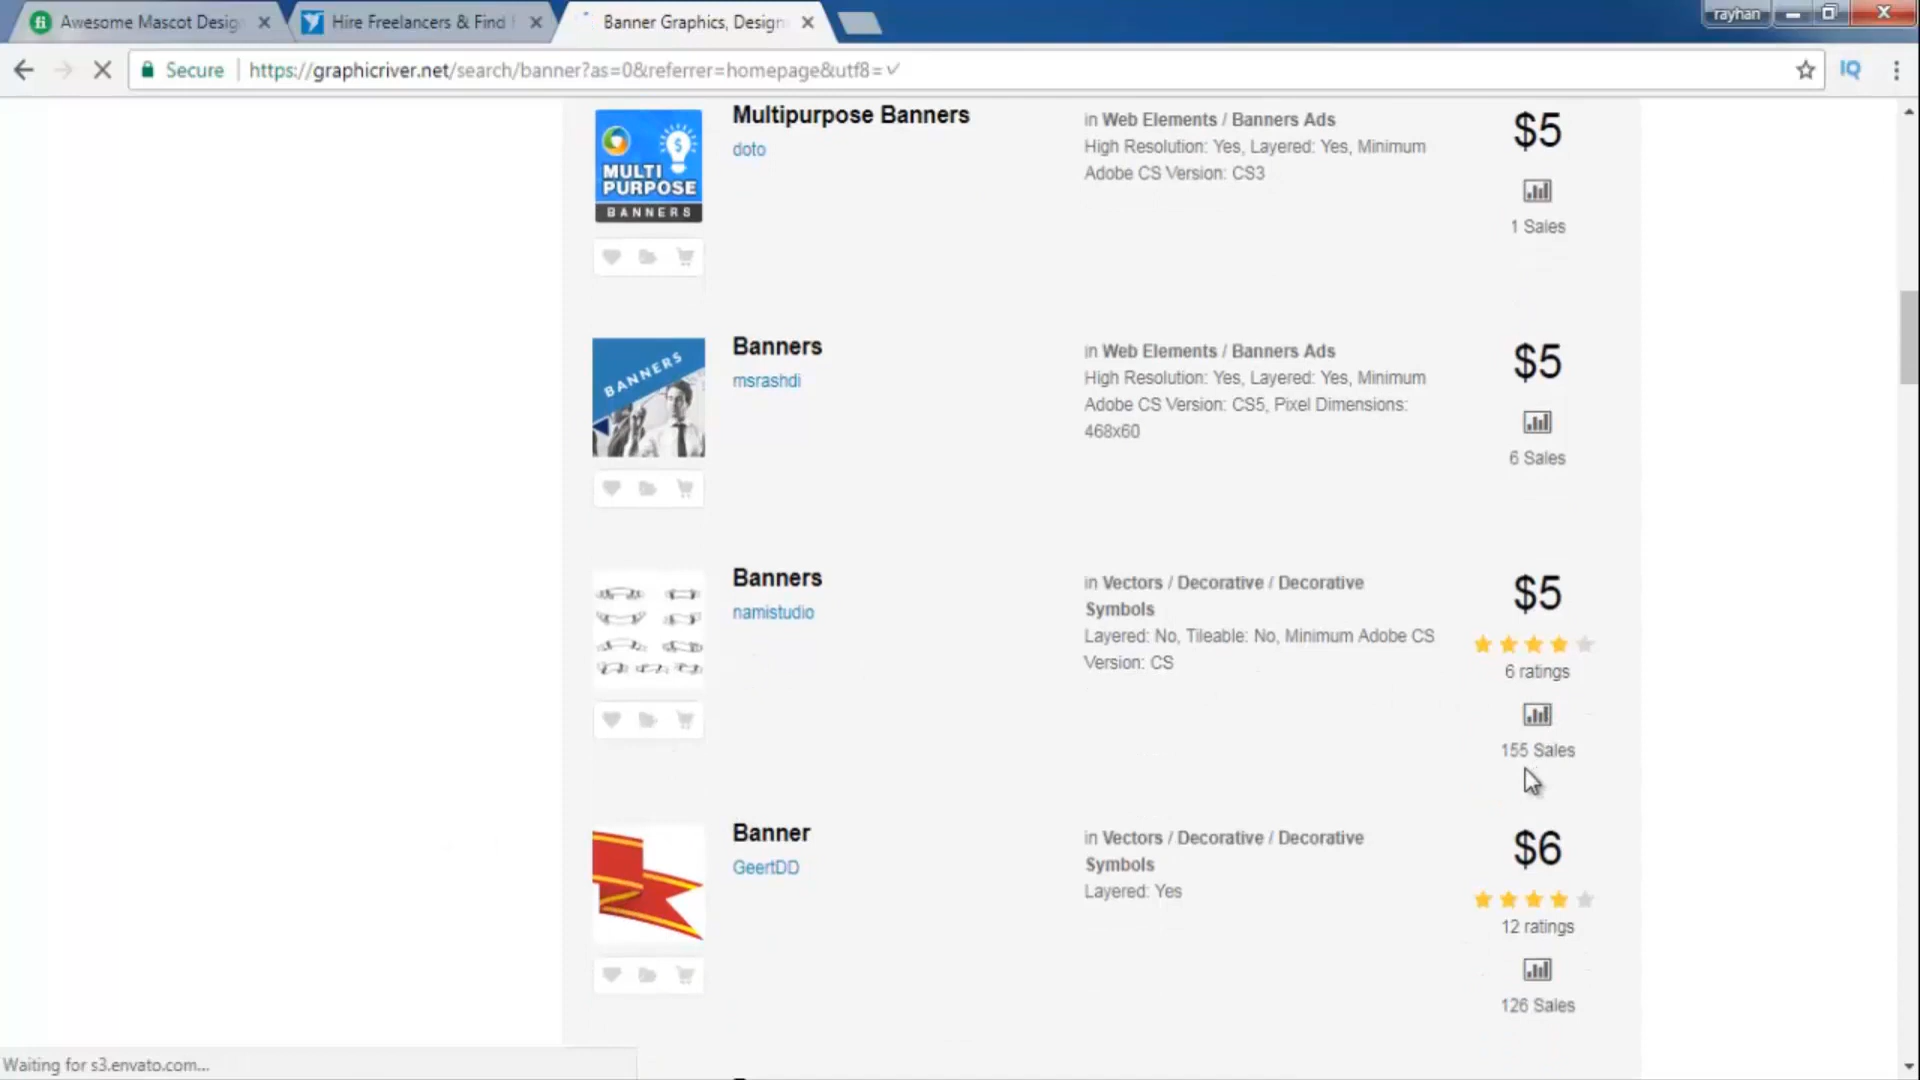 Awesome Mascot Desig
Hire Freelancers & Find
Banner Graphics, Design
rayhan
Secure
https://graphicriver.net/search/banner?as=0&referrer=homepage&utf8=✓
IQ
MULTI
PURPOSE
BANNERS
Multipurpose Banners
doto
in Web Elements / Banners Ads
High Resolution: Yes, Layered: Yes, Minimum
Adobe CS Version: CS3
$5
1 Sales
BANNERS
Banners
msrashdi
in Web Elements / Banners Ads
High Resolution: Yes, Layered: Yes, Minimum
Adobe CS Version: CS5, Pixel Dimensions:
468x60
$5
6 Sales
Banners
namistudio
in Vectors / Decorative / Decorative
Symbols
Layered: No, Tileable: No, Minimum Adobe CS
Version: CS
$5
6 ratings
155 Sales
Banner
GeertDD
in Vectors / Decorative / Decorative
Symbols
Layered: Yes
$6
12 ratings
126 Sales
Waiting for s3.envato.com...